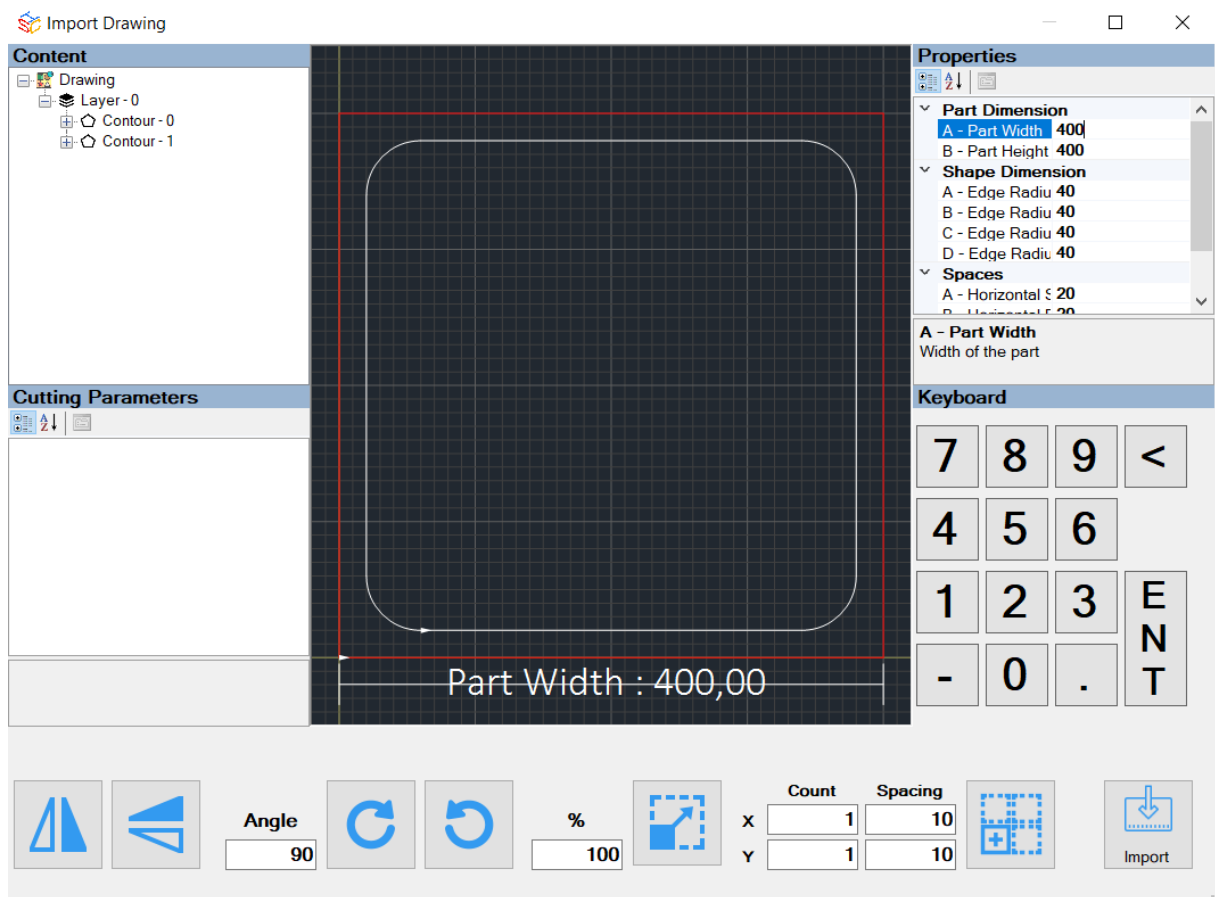 Import Drawing
Content
Drawing
Layer - 0
Contour - 0
Contour - 1
Cutting Parameters
Part Width : 400,00
Properties
Part Dimension
A - Part Width 400
B - Part Height 400
Shape Dimension
A - Edge Radiu 40
B - Edge Radiu 40
C - Edge Radiu 40
D - Edge Radiu 40
Spaces
A - Horizontal S 20
A - Part Width
Width of the part
Keyboard
7 8 9 <
4 5 6
1 2 3 ENT
- 0 .
Angle
90
%
100
Count Spacing
X 1 10
Y 1 10
Import